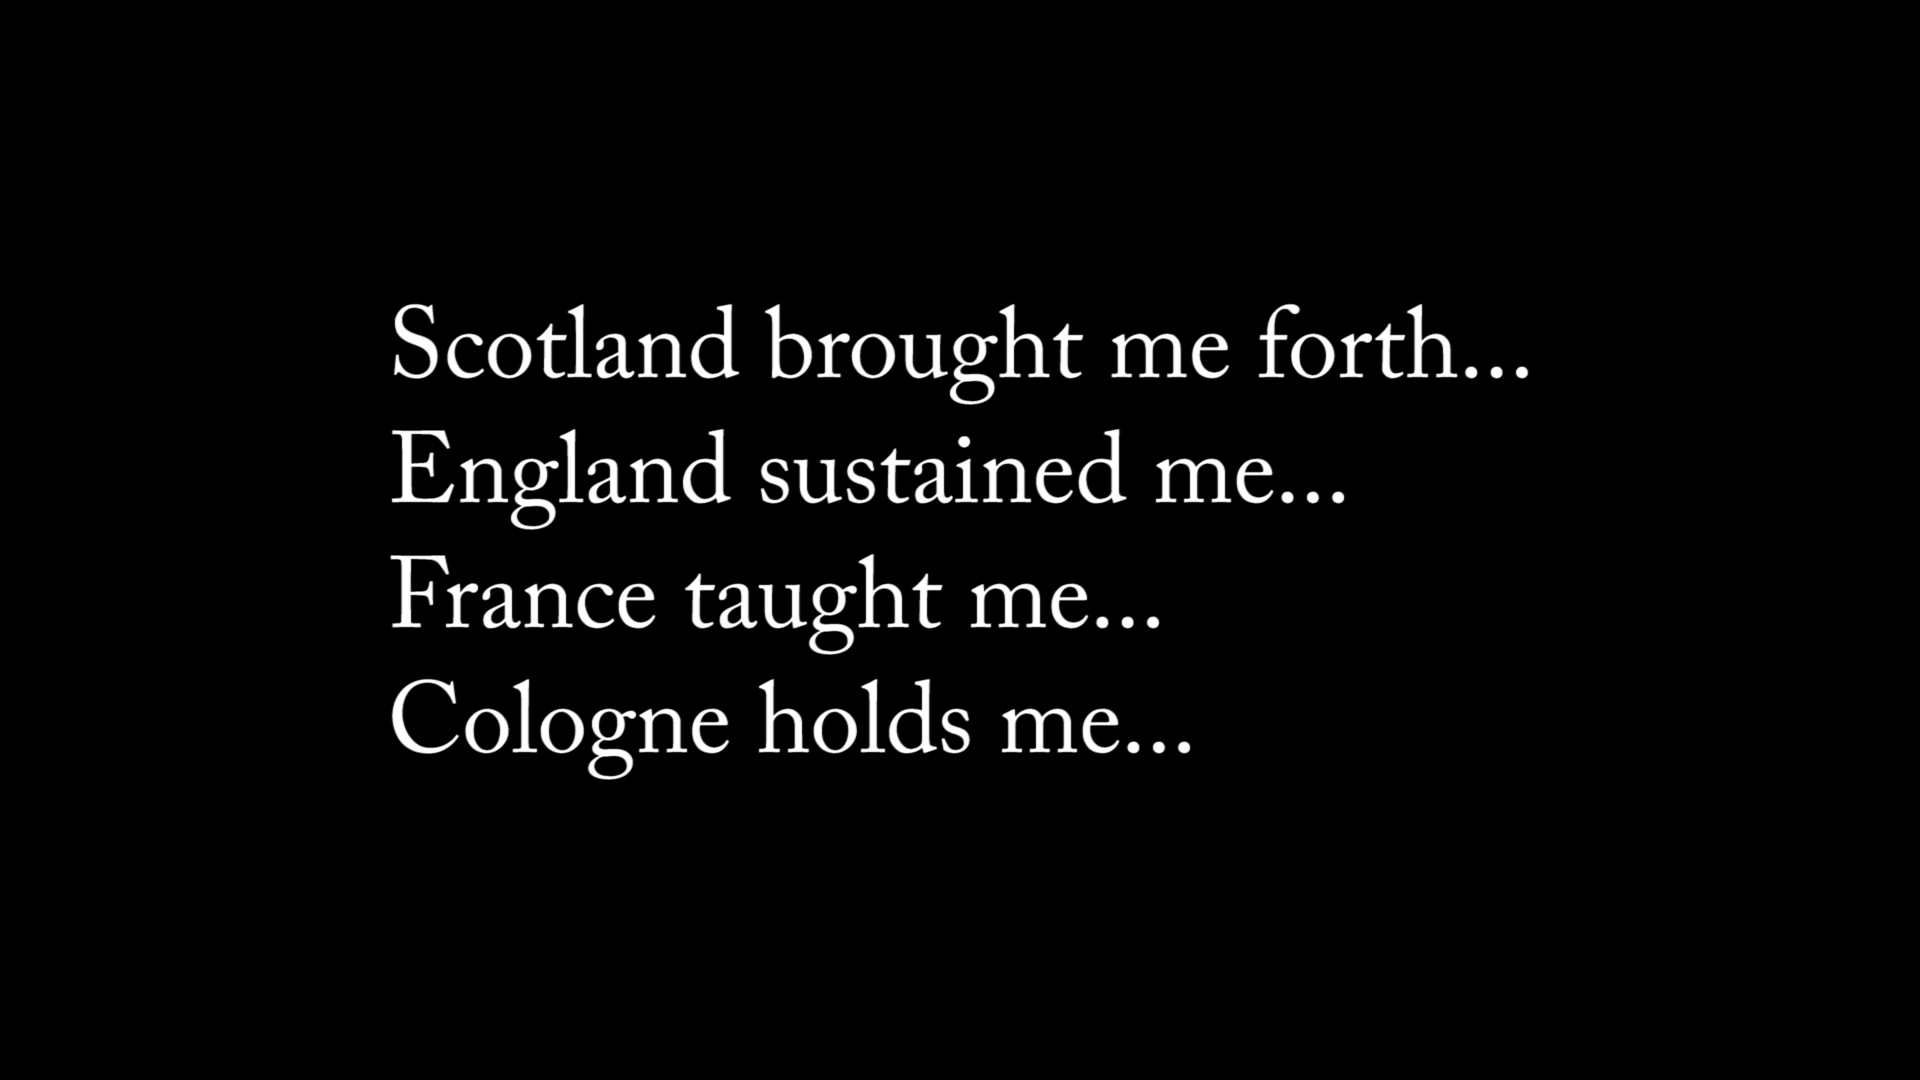 Scotland brought me forth...
England sustained me...
France taught me...
Cologne holds me...